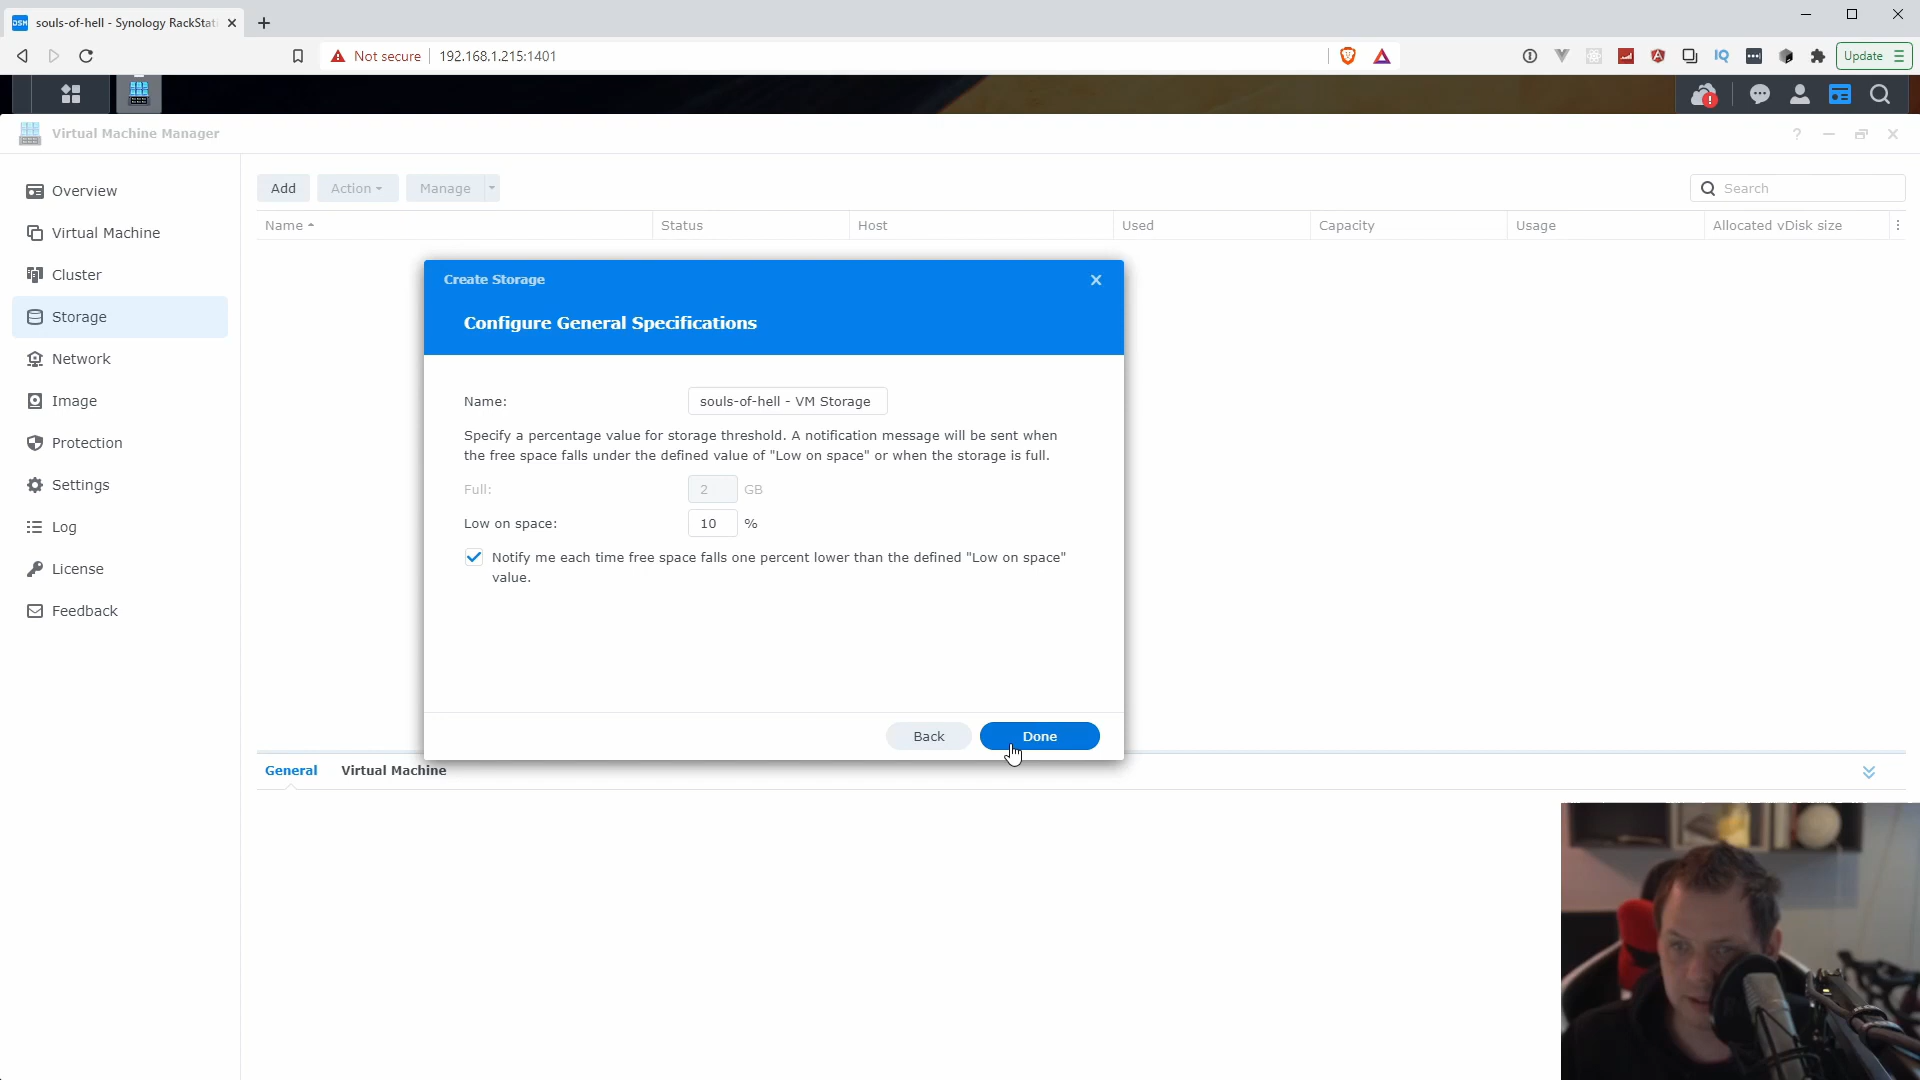 souls-of-hell - Synology RackStati
Not secure
192.168.1.215:1401
Update
Virtual Machine Manager
Overview
Virtual Machine
Cluster
Storage
Network
Image
Protection
Settings
Log
License
Feedback
Add
Action
Manage
Search
Name
Status
Host
Used
Capacity
Usage
Allocated vDisk size
Create Storage
Configure General Specifications
Name:
souls-of-hell - VM Storage
Specify a percentage value for storage threshold. A notification message will be sent when
the free space falls under the defined value of "Low on space" or when the storage is full.
Full:
2
GB
Low on space:
10
%
Notify me each time free space falls one percent lower than the defined "Low on space"
value.
Back
Done
General
Virtual Machine